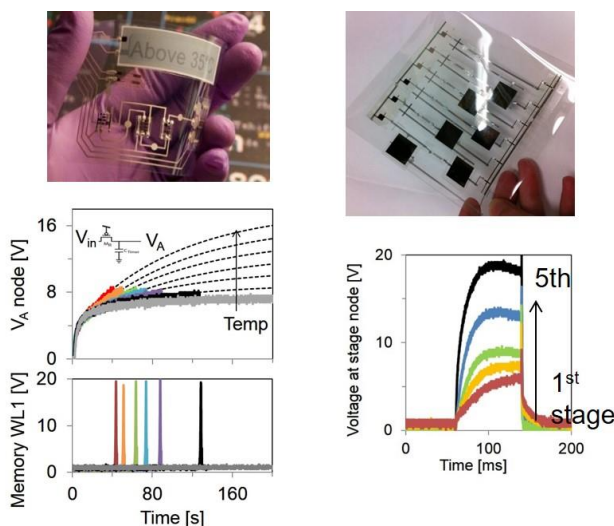 Above 35°
16
8
0
V_A node [V]
V_in
V_A
Temp
20
10
0
Memory WL1 [V]
0
80
160
Time [s]
20
10
0
Voltage at stage node [V]
5th
1st
stage
0
100
200
Time [ms]